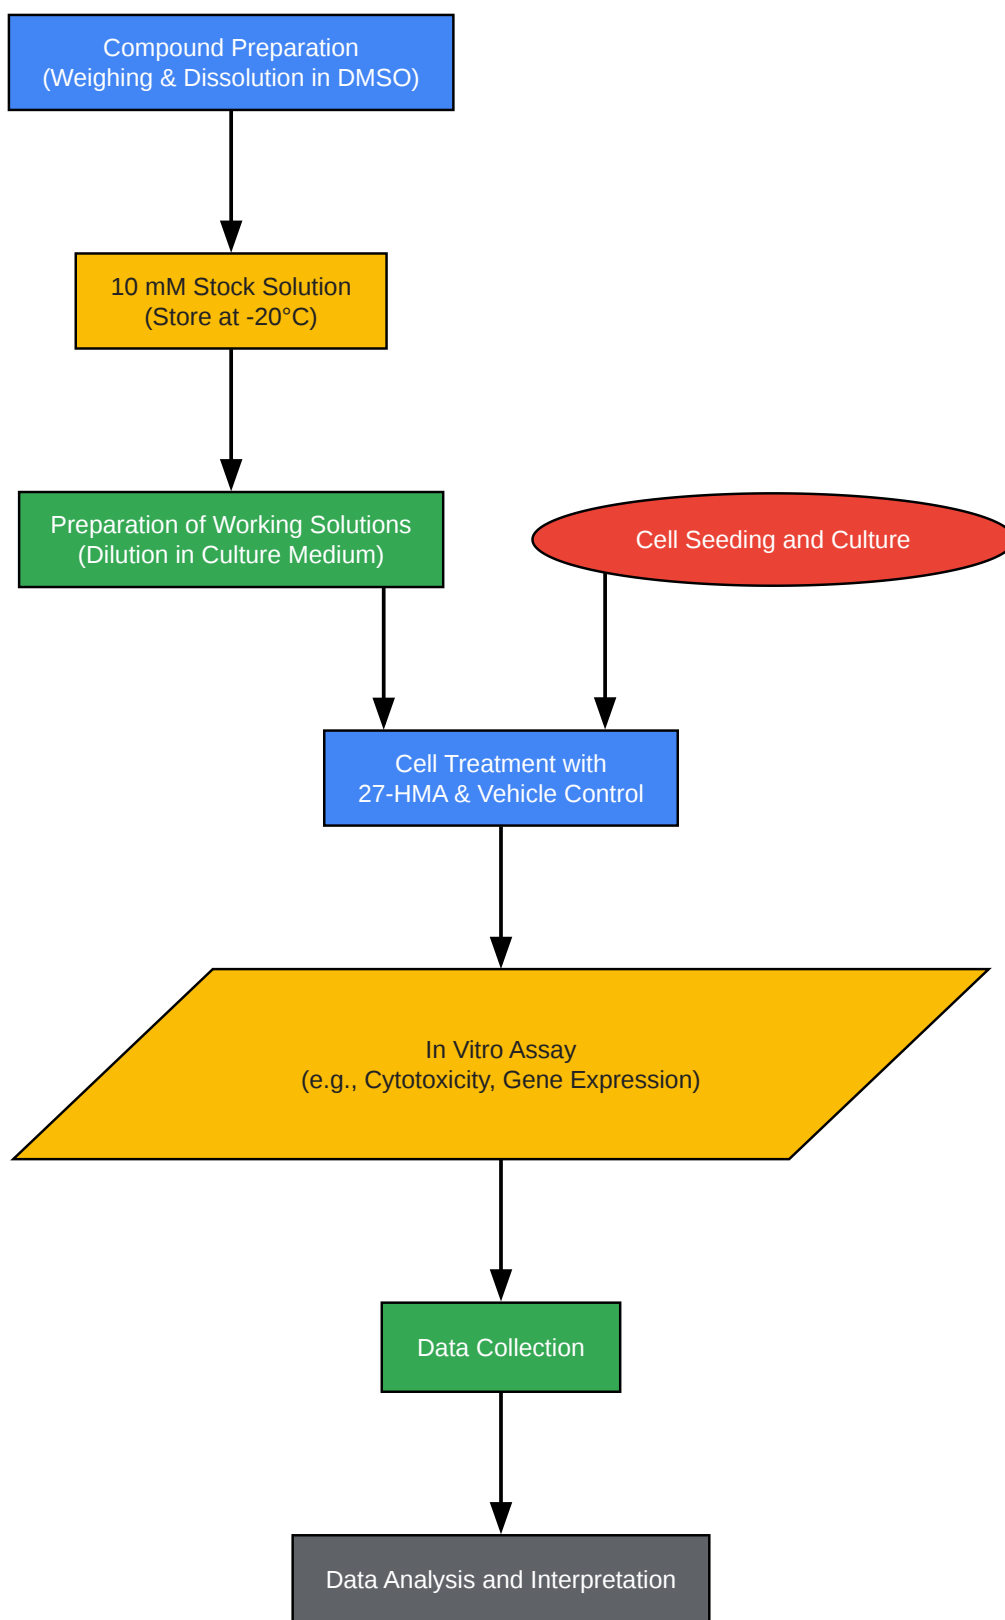 Compound Preparation
(Weighing & Dissolution in DMSO)
10 mM Stock Solution
(Store at -20°C)
Preparation of Working Solutions
(Dilution in Culture Medium)
Cell Seeding and Culture
Cell Treatment with
27-HMA & Vehicle Control
In Vitro Assay
(e.g., Cytotoxicity, Gene Expression)
Data Collection
Data Analysis and Interpretation